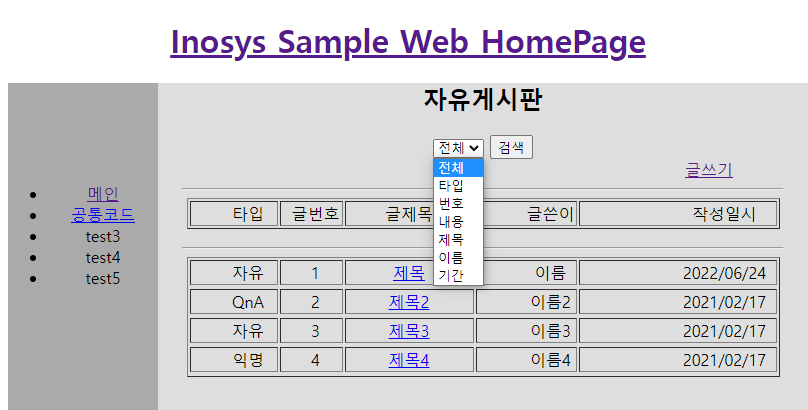 Inosys Sample Web HomePage
자유게시판
전체 검색
전체
타입
번호
내용
제목
이름
기간
글쓰기
메인
공통코드
test3
test4
test5
타입 글번호 글제목 글쓴이 작성일시
자유 1 제목 이름 2022/06/24
QnA 2 제목2 이름2 2021/02/17
자유 3 제목3 이름3 2021/02/17
익명 4 제목4 이름4 2021/02/17